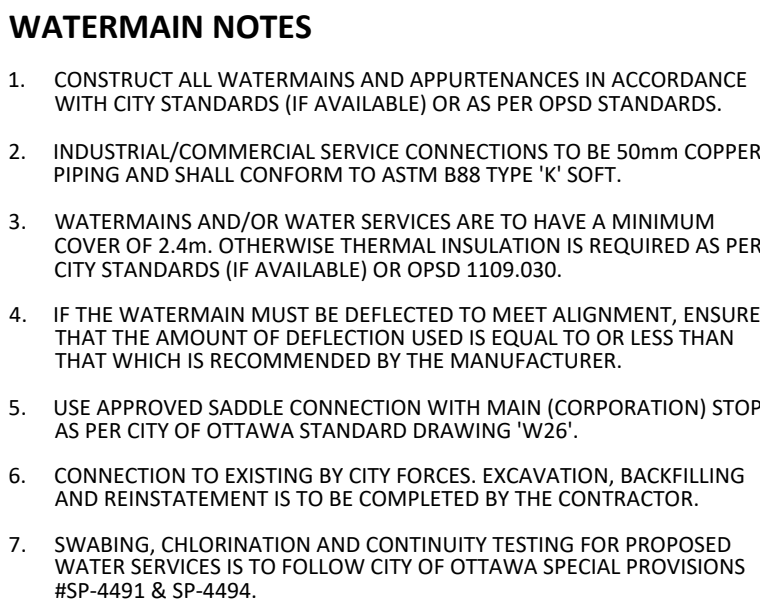 WATERMAIN NOTES
1. CONSTRUCT ALL WATERMAINS AND APPURTENANCES IN ACCORDANCE
WITH CITY STANDARDS (IF AVAILABLE) OR AS PER OPSD STANDARDS.
2. INDUSTRIAL/COMMERCIAL SERVICE CONNECTIONS TO BE 50mm COPPER
PIPING AND SHALL CONFORM TO ASTM B88 TYPE 'K' SOFT.
3. WATERMAINS AND/OR WATER SERVICES ARE TO HAVE A MINIMUM
COVER OF 2.4m. OTHERWISE THERMAL INSULATION IS REQUIRED AS PER
CITY STANDARDS (IF AVAILABLE) OR OPSD 1109.030.
4. IF THE WATERMAIN MUST BE DEFLECTED TO MEET ALIGNMENT, ENSURE
THAT THE AMOUNT OF DEFLECTION USED IS EQUAL TO OR LESS THAN
THAT WHICH IS RECOMMENDED BY THE MANUFACTURER.
5. USE APPROVED SADDLE CONNECTION WITH MAIN (CORPORATION) STOP
AS PER CITY OF OTTAWA STANDARD DRAWING 'W26'.
6. CONNECTION TO EXISTING BY CITY FORCES. EXCAVATION, BACKFILLING
AND REINSTATEMENT IS TO BE COMPLETED BY THE CONTRACTOR.
7. SWABING, CHLORINATION AND CONTINUITY TESTING FOR PROPOSED
WATER SERVICES IS TO FOLLOW CITY OF OTTAWA SPECIAL PROVISIONS
#SP-4491 & SP-4494.